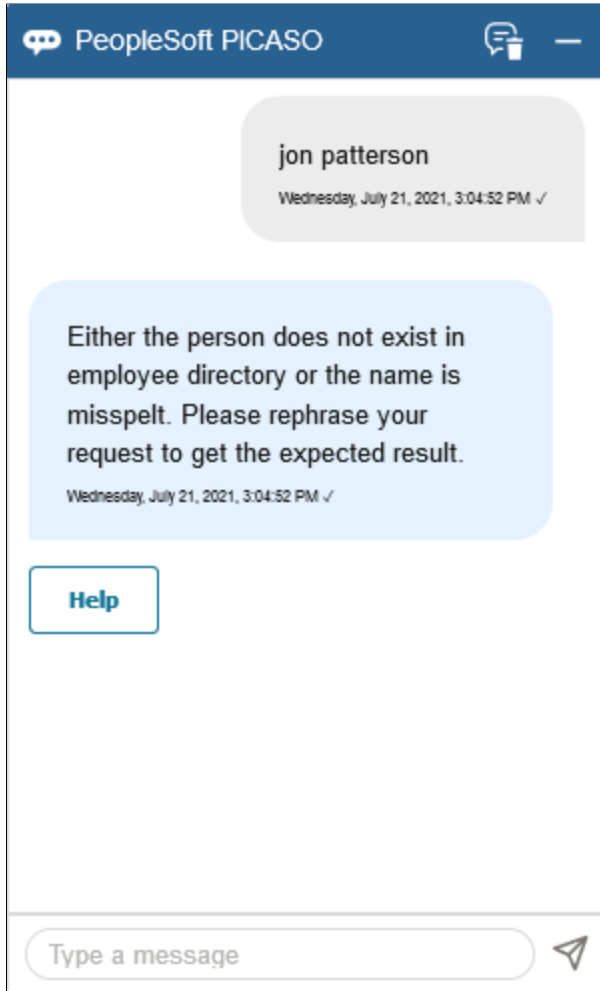 PeopleSoft PICASO
jon patterson
Wednesday, July 21, 2021, 3:04:52 PM ✓
Either the person does not exist in
employee directory or the name is
misspelt. Please rephrase your
request to get the expected result.
Wednesday, July 21, 2021, 3:04:52 PM ✓
Help
Type a message